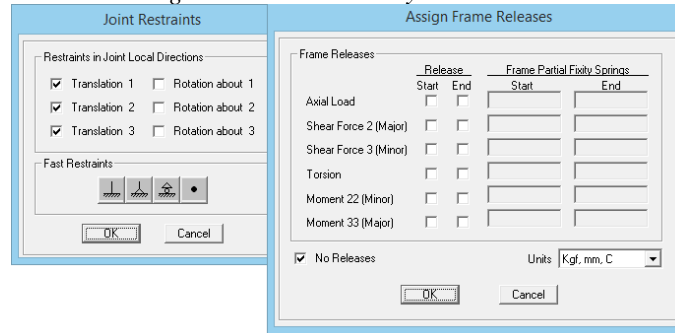 Joint Restraints
Restraints in Joint Local Directions
Translation 1 Rotation about 1
Translation 2 Rotation about 2
Translation 3 Rotation about 3
Fast Restraints
OK Cancel
Assign Frame Releases
Frame Releases
Release Frame Partial Fixity Springs
Start End Start End
Axial Load
Shear Force 2 (Major)
Shear Force 3 (Minor)
Torsion
Moment 22 (Minor)
Moment 33 (Major)
No Releases Units Kgf, mm, C
OK Cancel